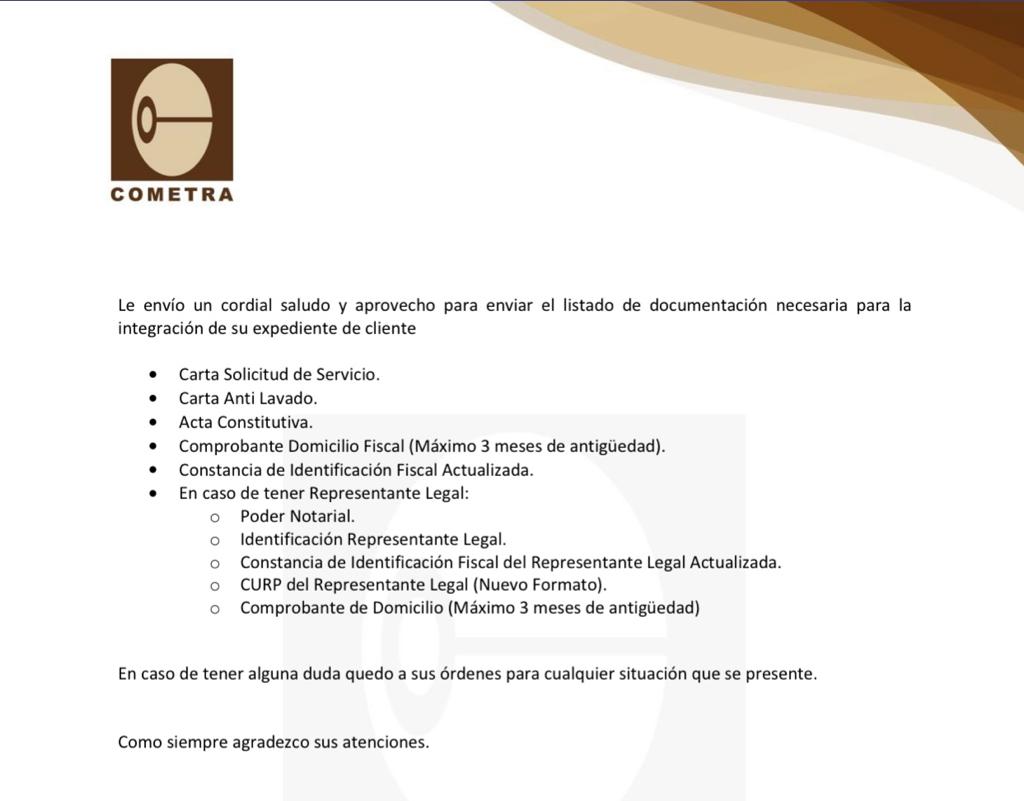 COMETRA
Le envío un cordial saludo y aprovecho para enviar el listado de documentación necesaria para la
integración de su expediente de cliente
• Carta Solicitud de Servicio.
• Carta Anti Lavado.
• Acta Constitutiva.
• Comprobante Domicilio Fiscal (Máximo 3 meses de antigüedad).
• Constancia de Identificación Fiscal Actualizada.
• En caso de tener Representante Legal:
o Poder Notarial.
o Identificación Representante Legal.
o Constancia de Identificación Fiscal del Representante Legal Actualizada.
o CURP del Representante Legal (Nuevo Formato).
o Comprobante de Domicilio (Máximo 3 meses de antigüedad)
En caso de tener alguna duda quedo a sus órdenes para cualquier situación que se presente.
Como siempre agradezco sus atenciones.